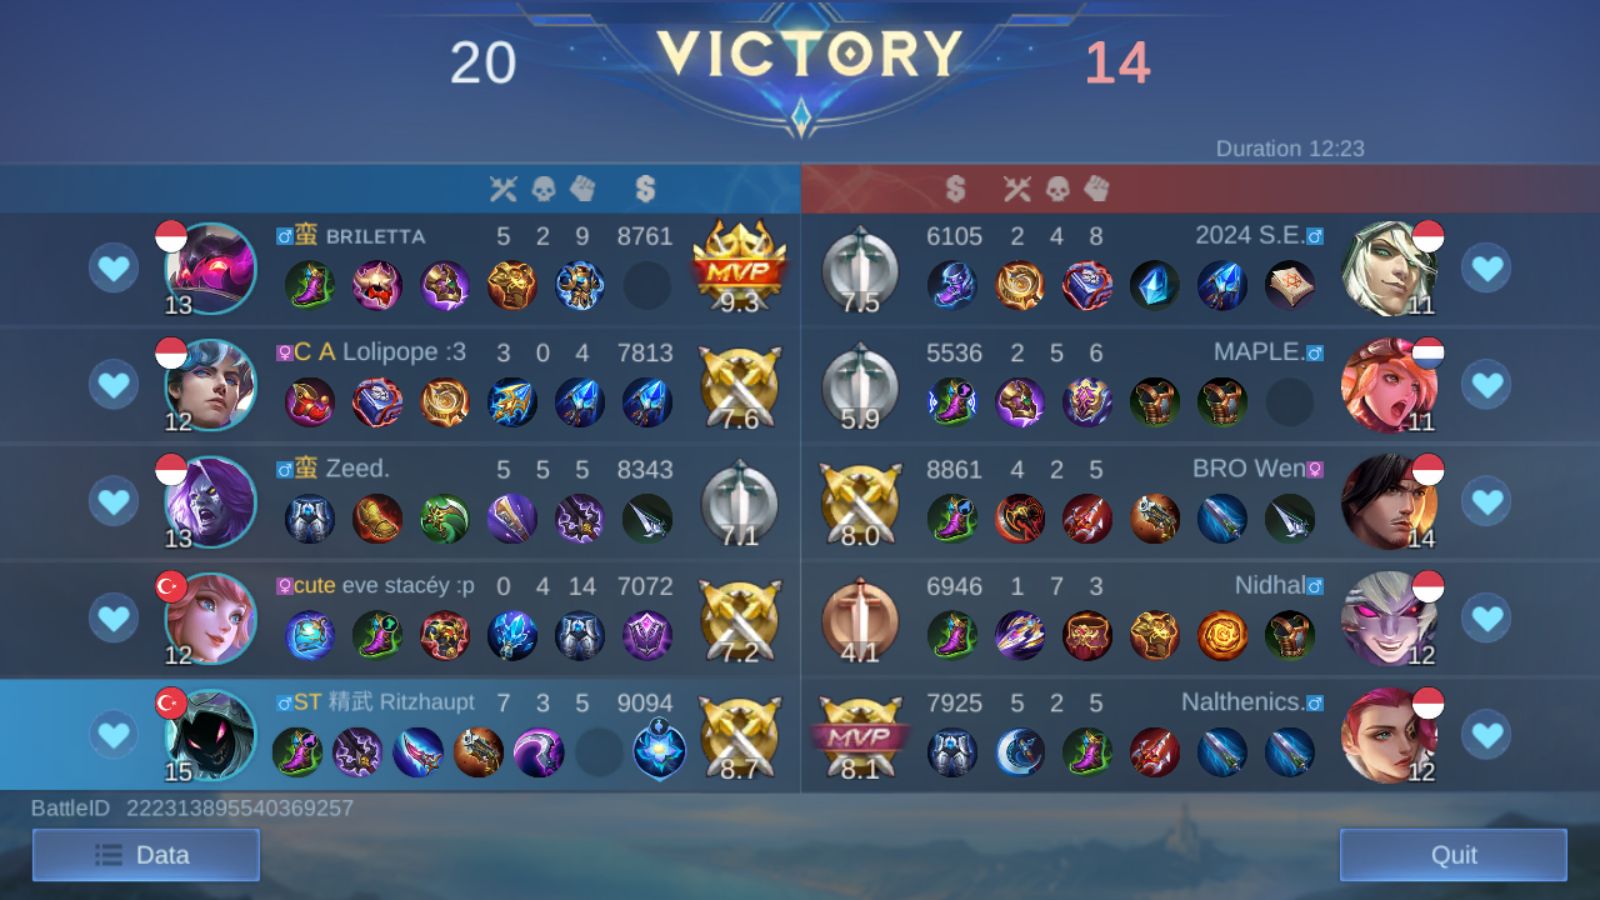 20 VICTORY 14
Duration 12:23
蛮 BRILETTA 5 2 9 8761 MVP 9.3 13
7.5 6105 2 4 8 2024 S.E. 11
C A Lolipope :3 3 0 4 7813 7.6 12
5.9 5536 2 5 6 MAPLE. 11
蛮 Zeed. 5 5 5 8343 7.1 13
8.0 8861 4 2 5 BRO Wen 14
cute eve stacéy :p 0 4 14 7072 7.2 12
4.1 6946 1 7 3 Nidhal 12
ST 精武 Ritzhaupt 7 3 5 9094 8.7 15
MVP 8.1 7925 5 2 5 Nalthenics. 12
BattleID 222313895540369257
Data
Quit